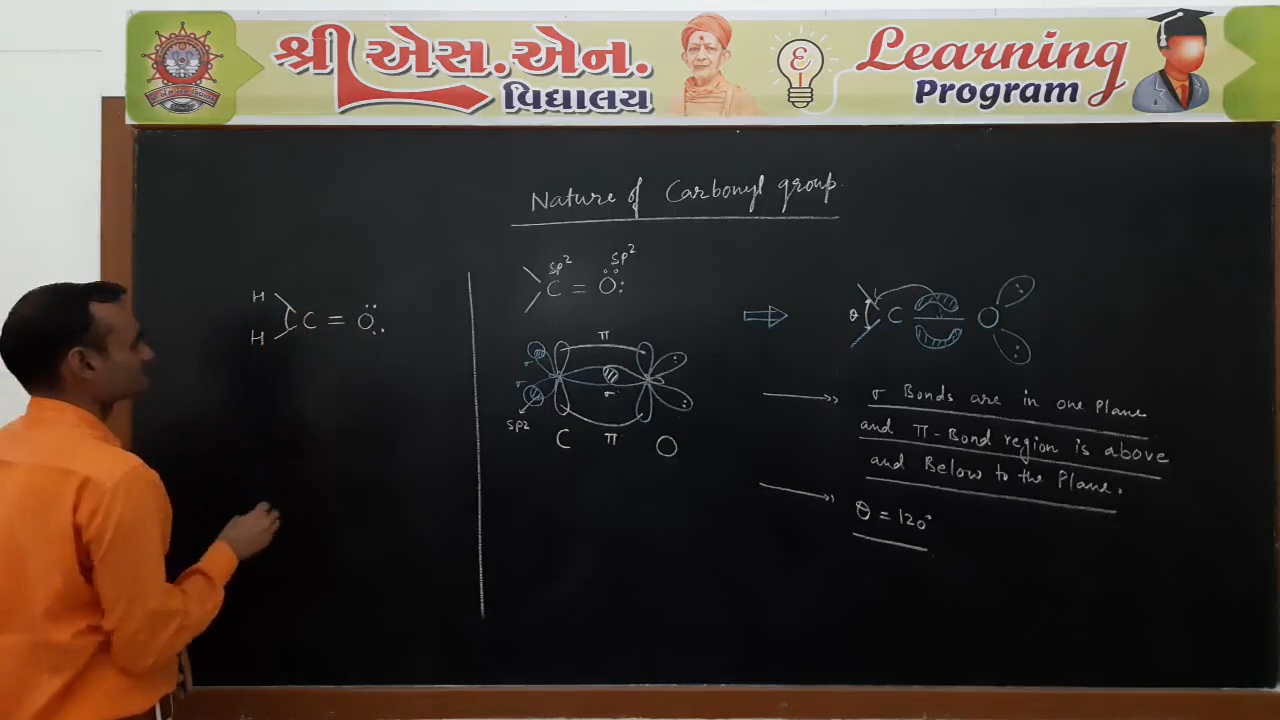 શ્રી એસ.એન.
વિદ્યાલય
Learning
Program
Nature of Carbonyl group.
H
H
C = Ö:
sp2 sp2
C = Ö:
π
σ
σ
σ
sp2
C π O
θ C O
σ Bonds are in one Plane
and π-Bond region is above
and Below to the Plane.
θ = 120°